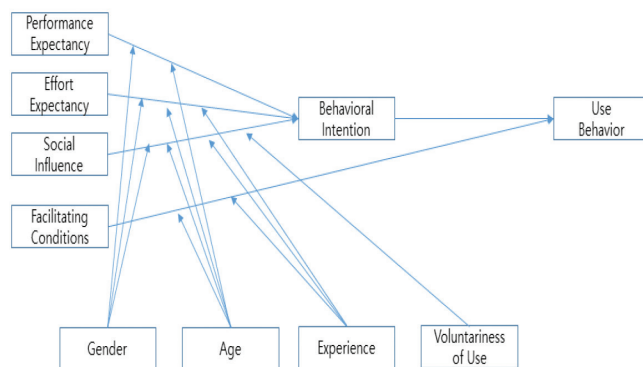 Performance
Expectancy
Effort
Expectancy
Social
Influence
Facilitating
Conditions
Behavioral
Intention
Use
Behavior
Gender
Age
Experience
Voluntariness
of Use